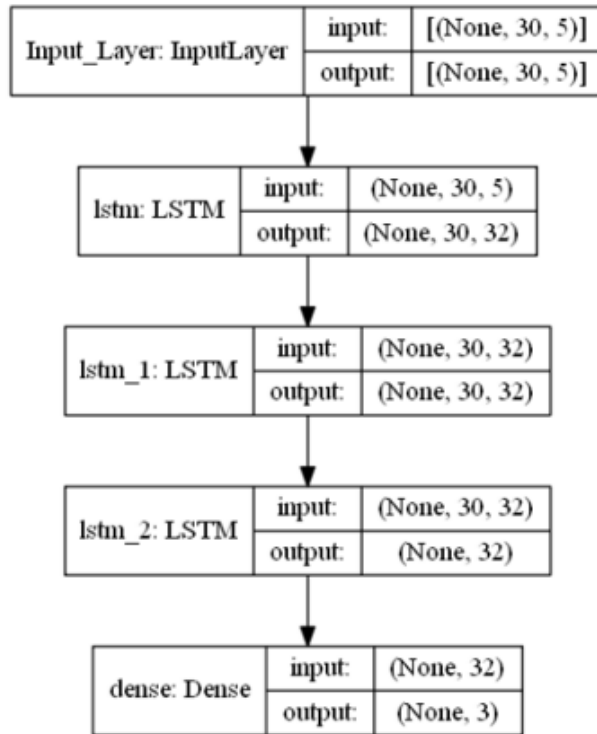 Input_Layer: InputLayer
input: [(None, 30, 5)]
output: [(None, 30, 5)]
lstm: LSTM
input: (None, 30, 5)
output: (None, 30, 32)
lstm_1: LSTM
input: (None, 30, 32)
output: (None, 30, 32)
lstm_2: LSTM
input: (None, 30, 32)
output: (None, 32)
dense: Dense
input: (None, 32)
output: (None, 3)